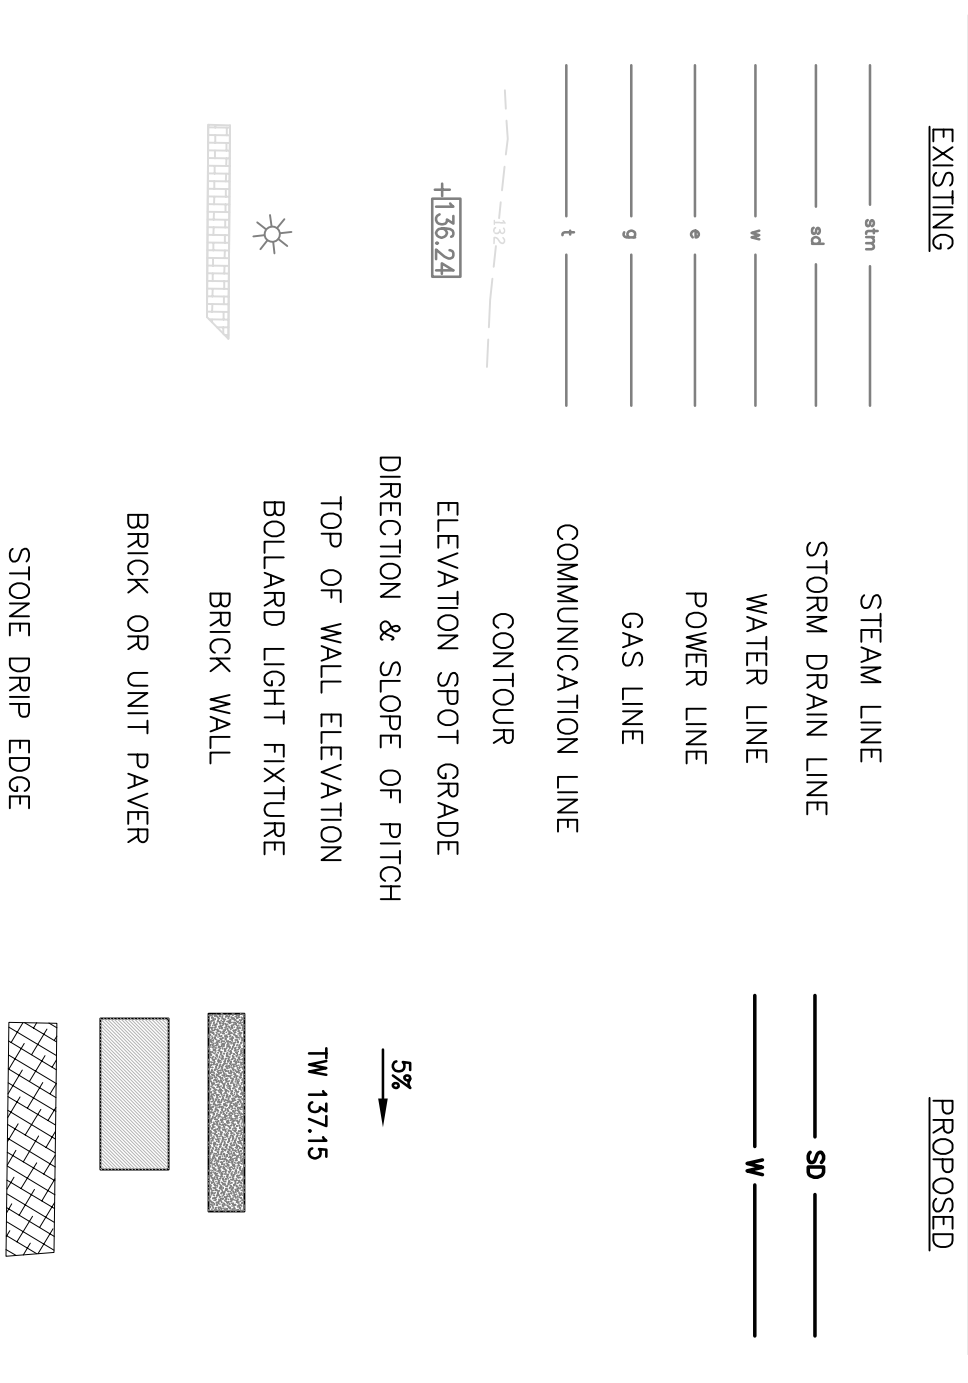 EXISTING PROPOSED
stm STEAM LINE
sd STORM DRAIN LINE SD
w WATER LINE W
e POWER LINE
g GAS LINE
t COMMUNICATION LINE
132 CONTOUR
+136.24 ELEVATION SPOT GRADE
DIRECTION & SLOPE OF PITCH 5%
TOP OF WALL ELEVATION TW 137.15
BOLLARD LIGHT FIXTURE
BRICK WALL
BRICK OR UNIT PAVER
STONE DRIP EDGE